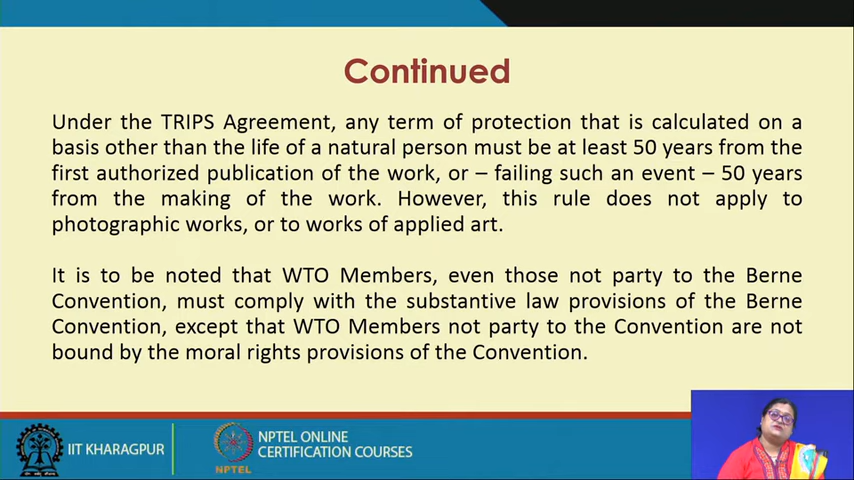 Continued
Under the TRIPS Agreement, any term of protection that is calculated on a
basis other than the life of a natural person must be at least 50 years from the
first authorized publication of the work, or – failing such an event – 50 years
from the making of the work. However, this rule does not apply to
photographic works, or to works of applied art.
It is to be noted that WTO Members, even those not party to the Berne
Convention, must comply with the substantive law provisions of the Berne
Convention, except that WTO Members not party to the Convention are not
bound by the moral rights provisions of the Convention.
IIT KHARAGPUR
NPTEL
NPTEL ONLINE
CERTIFICATION COURSES